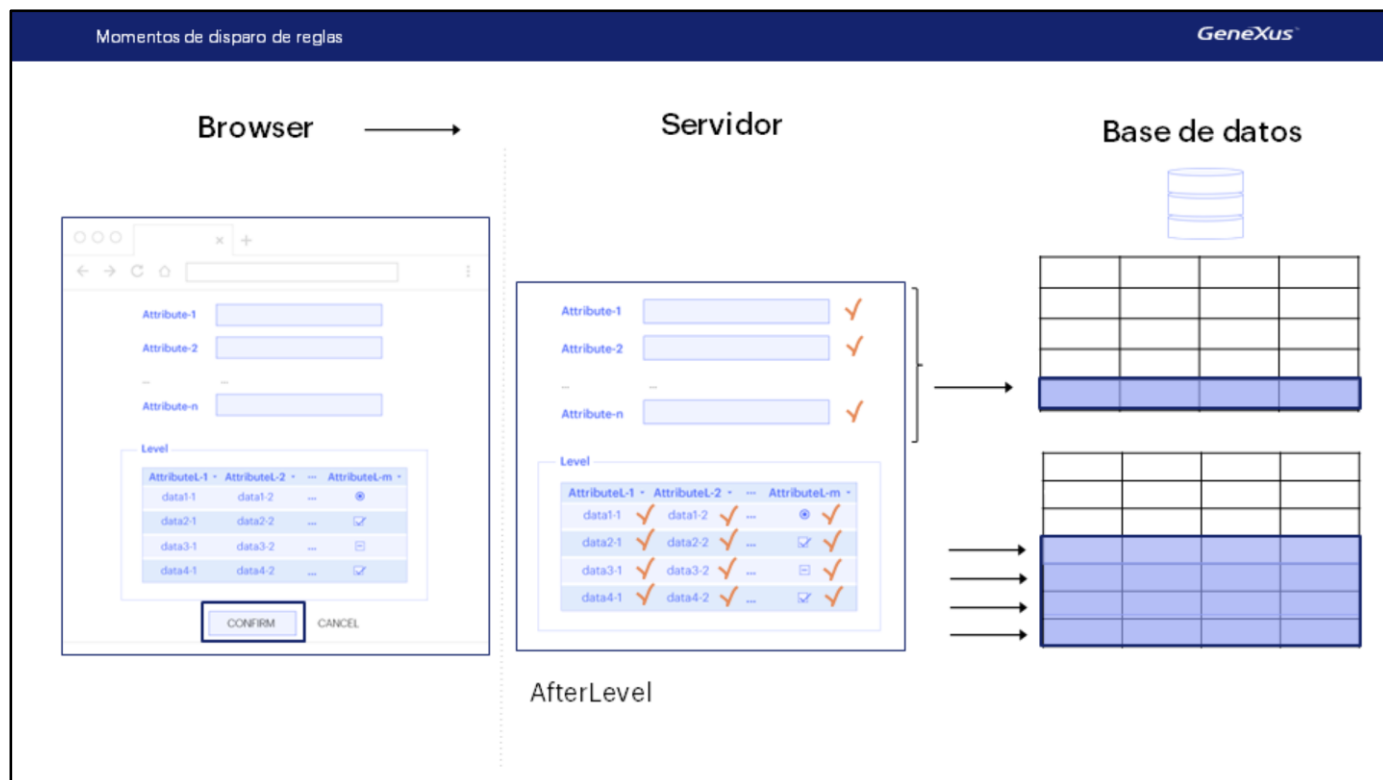 Momentos de disparo de reglas
GeneXus™
Browser
Servidor
Base de datos
Attribute-1
Attribute-2
... ...
Attribute-n
Level
AttributeL-1 AttributeL-2 ... AttributeL-m
data1-1 data1-2 ...
data2-1 data2-2 ...
data3-1 data3-2 ...
data4-1 data4-2 ...
CONFIRM CANCEL
Attribute-1
Attribute-2
... ...
Attribute-n
Level
AttributeL-1 AttributeL-2 ... AttributeL-m
data1-1 data1-2 ...
data2-1 data2-2 ...
data3-1 data3-2 ...
data4-1 data4-2 ...
AfterLevel